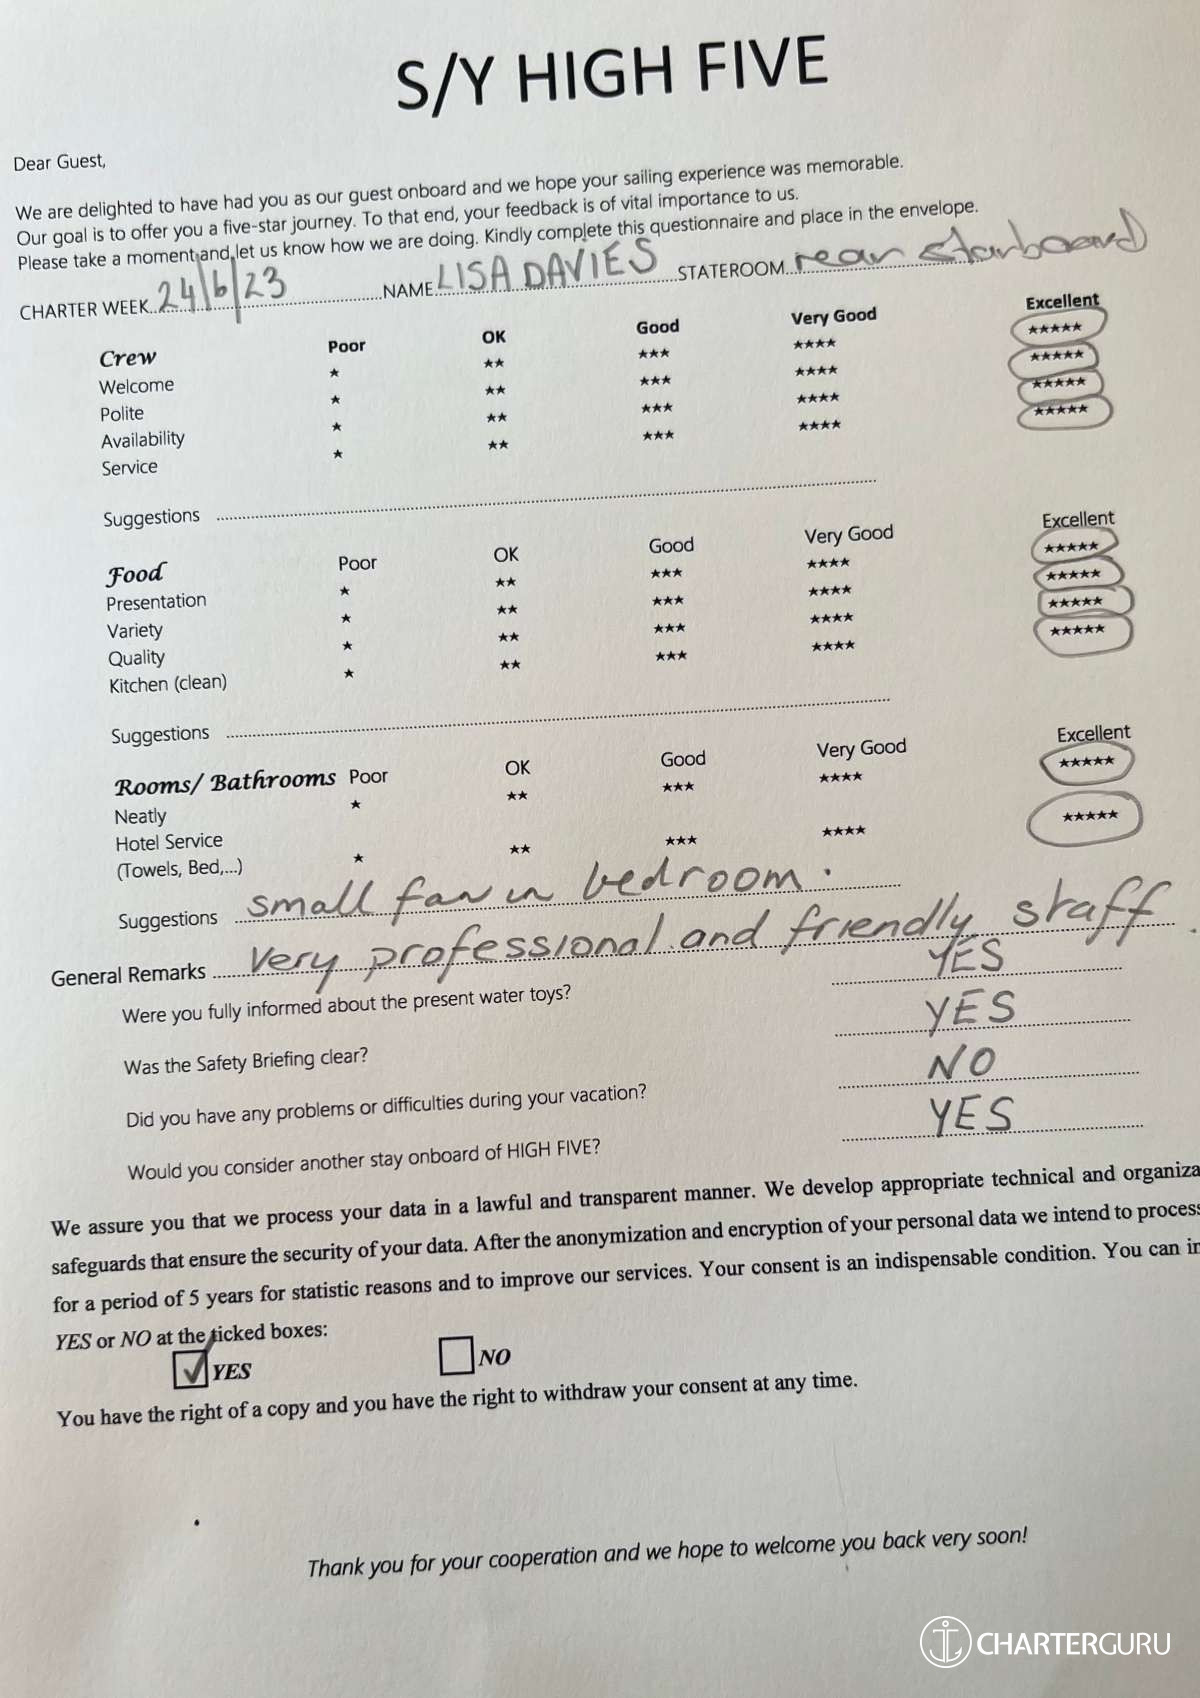 S/Y HIGH FIVE
Dear Guest,
We are delighted to have had you as our guest onboard and we hope your sailing experience was memorable.
Our goal is to offer you a five-star journey. To that end, your feedback is of vital importance to us.
Please take a moment and let us know how we are doing. Kindly complete this questionnaire and place in the envelope.
CHARTER WEEK 24/6/23 NAME LISA DAVIES STATEROOM rear starboard
Crew Poor OK Good Very Good Excellent
Welcome ★ ★★ ★★★ ★★★★ ★★★★★
Polite ★ ★★ ★★★ ★★★★ ★★★★★
Availability ★ ★★ ★★★ ★★★★ ★★★★★
Service ★ ★★ ★★★ ★★★★ ★★★★★
Suggestions
Food Poor OK Good Very Good Excellent
Presentation ★ ★★ ★★★ ★★★★ ★★★★★
Variety ★ ★★ ★★★ ★★★★ ★★★★★
Quality ★ ★★ ★★★ ★★★★ ★★★★★
Kitchen (clean) ★ ★★ ★★★ ★★★★ ★★★★★
Suggestions
Rooms/ Bathrooms Poor OK Good Very Good Excellent
Neatly ★ ★★ ★★★ ★★★★ ★★★★★
Hotel Service
(Towels, Bed,...) ★ ★★ ★★★ ★★★★ ★★★★★
Suggestions small fan in bedroom.
General Remarks very professional and friendly staff
Were you fully informed about the present water toys? YES
Was the Safety Briefing clear? YES
Did you have any problems or difficulties during your vacation? NO
Would you consider another stay onboard of HIGH FIVE? YES
We assure you that we process your data in a lawful and transparent manner. We develop appropriate technical and organiza
safeguards that ensure the security of your data. After the anonymization and encryption of your personal data we intend to process
for a period of 5 years for statistic reasons and to improve our services. Your consent is an indispensable condition. You can in
YES or NO at the ticked boxes:
☑ YES ☐ NO
You have the right of a copy and you have the right to withdraw your consent at any time.
Thank you for your cooperation and we hope to welcome you back very soon!
CHARTERGURU